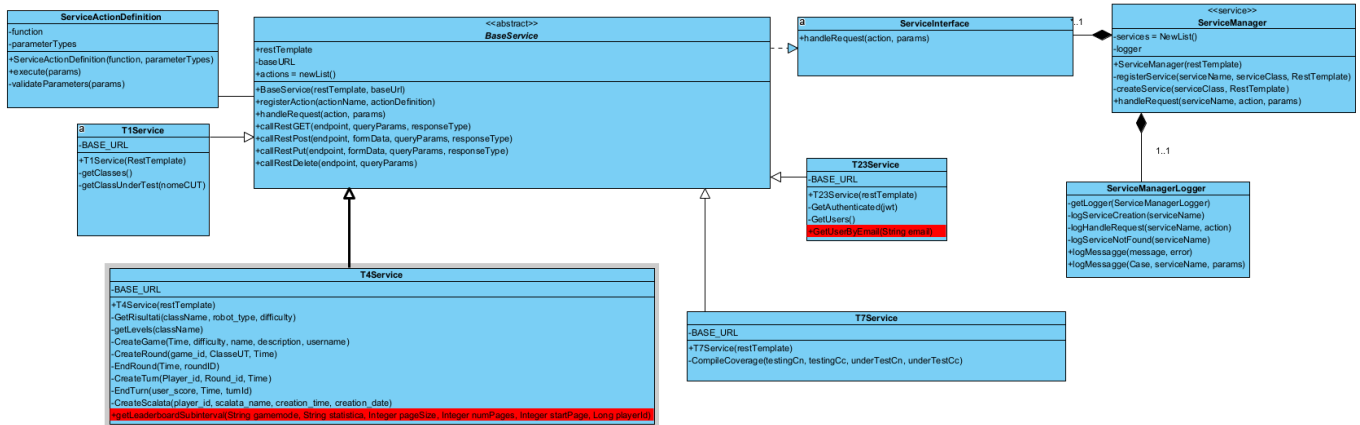 ServiceActionDefinition
-function
-parameterTypes
+ServiceActionDefinition(function, parameterTypes)
+execute(params)
-validateParameters(params)
<<abstract>>
BaseService
+restTemplate
-baseURL
+actions = newList()
+BaseService(restTemplate, baseUrl)
+registerAction(actionName, actionDefinition)
+handleRequest(action, params)
+callRestGET(endpoint, queryParams, responseType)
+callRestPost(endpoint, formData, queryParams, responseType)
+callRestPut(endpoint, formData, queryParams, responseType)
+callRestDelete(endpoint, queryParams)
a
ServiceInterface
+handleRequest(action, params)
1..1
<<service>>
ServiceManager
-services = NewList()
-logger
+ServiceManager(restTemplate)
-registerService(serviceName, serviceClass, RestTemplate)
-createService(serviceClass, RestTemplate)
+handleRequest(serviceName, action, params)
1..1
ServiceManagerLogger
-getLogger(ServiceManagerLogger)
-logServiceCreation(serviceName)
-logHandleRequest(serviceName, action)
-logServiceNotFound(serviceName)
+logMessagge(message, error)
+logMessagge(Case, serviceName, params)
a
T1Service
-BASE_URL
+T1Service(RestTemplate)
-getClasses()
-getClassUnderTest(nomeCUT)
T23Service
-BASE_URL
+T23Service(restTemplate)
-GetAuthenticated(jwt)
-GetUsers()
+GetUserByEmail(String email)
T4Service
-BASE_URL
+T4Service(restTemplate)
-GetRisultati(className, robot_type, difficulty)
-getLevels(className)
-CreateGame(Time, difficulty, name, description, username)
-CreateRound(game_id, ClasseUT, Time)
-EndRound(Time, roundID)
-CreateTurn(Player_id, Round_id, Time)
-EndTurn(user_score, Time, turnId)
-CreateScalata(player_id, scalata_name, creation_time, creation_date)
+getLeaderboardSubinterval(String gamemode, String statistica, Integer pageSize, Integer numPages, Integer startPage, Long playerId)
T7Service
-BASE_URL
+T7Service(restTemplate)
-CompileCoverage(testingCn, testingCc, underTestCn, underTestCc)